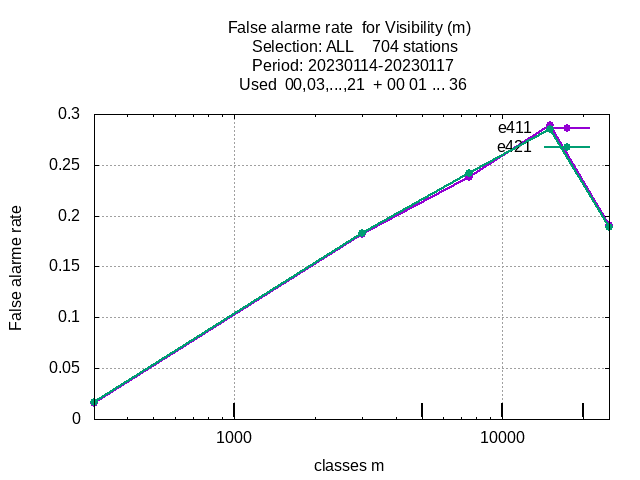 False alarme rate  for Visibility (m)
Selection: ALL    704 stations
Period: 20230114-20230117
Used  00,03,...,21  + 00 01 ... 36
0.3
e411
e421
0.25
0.2
0.15
0.1
0.05
0
False alarme rate
1000
10000
classes m